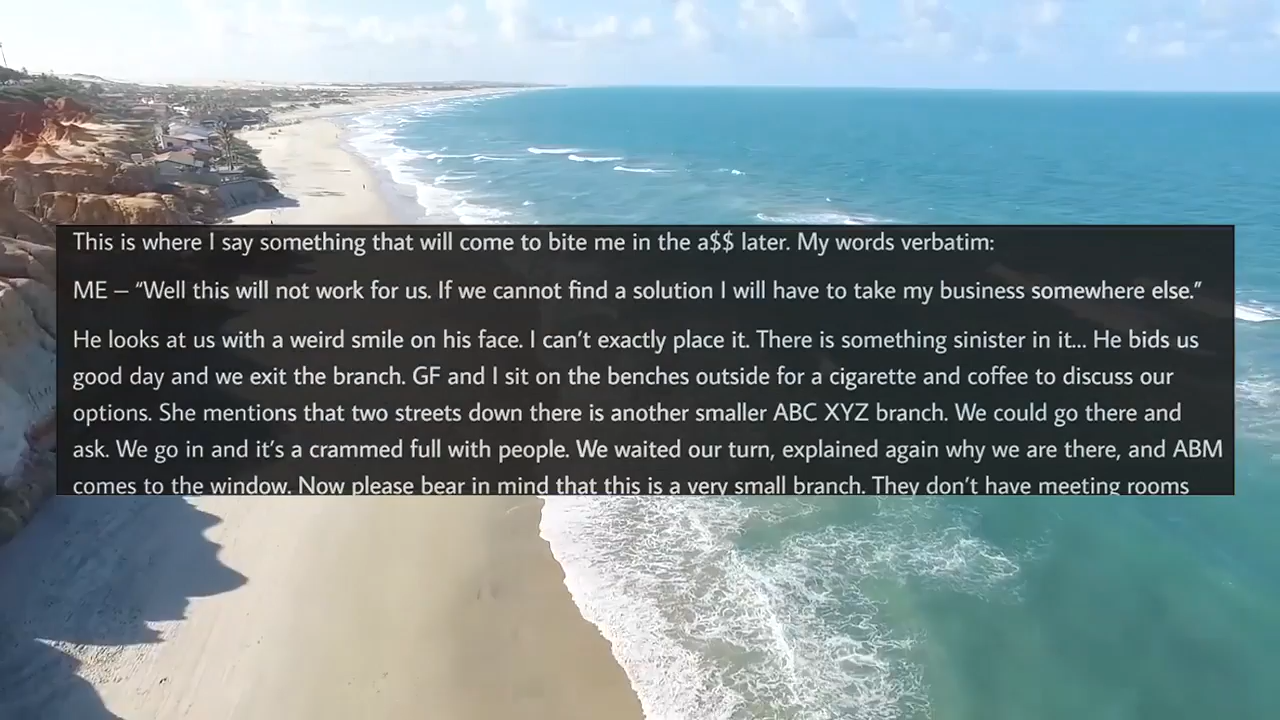 This is where I say something that will come to bite me in the a$$ later. My words verbatim:
ME – “Well this will not work for us. If we cannot find a solution I will have to take my business somewhere else.”
He looks at us with a weird smile on his face. I can’t exactly place it. There is something sinister in it... He bids us
good day and we exit the branch. GF and I sit on the benches outside for a cigarette and coffee to discuss our
options. She mentions that two streets down there is another smaller ABC XYZ branch. We could go there and
ask. We go in and it’s a crammed full with people. We waited our turn, explained again why we are there, and ABM
comes to the window. Now please bear in mind that this is a very small branch. They don’t have meeting rooms